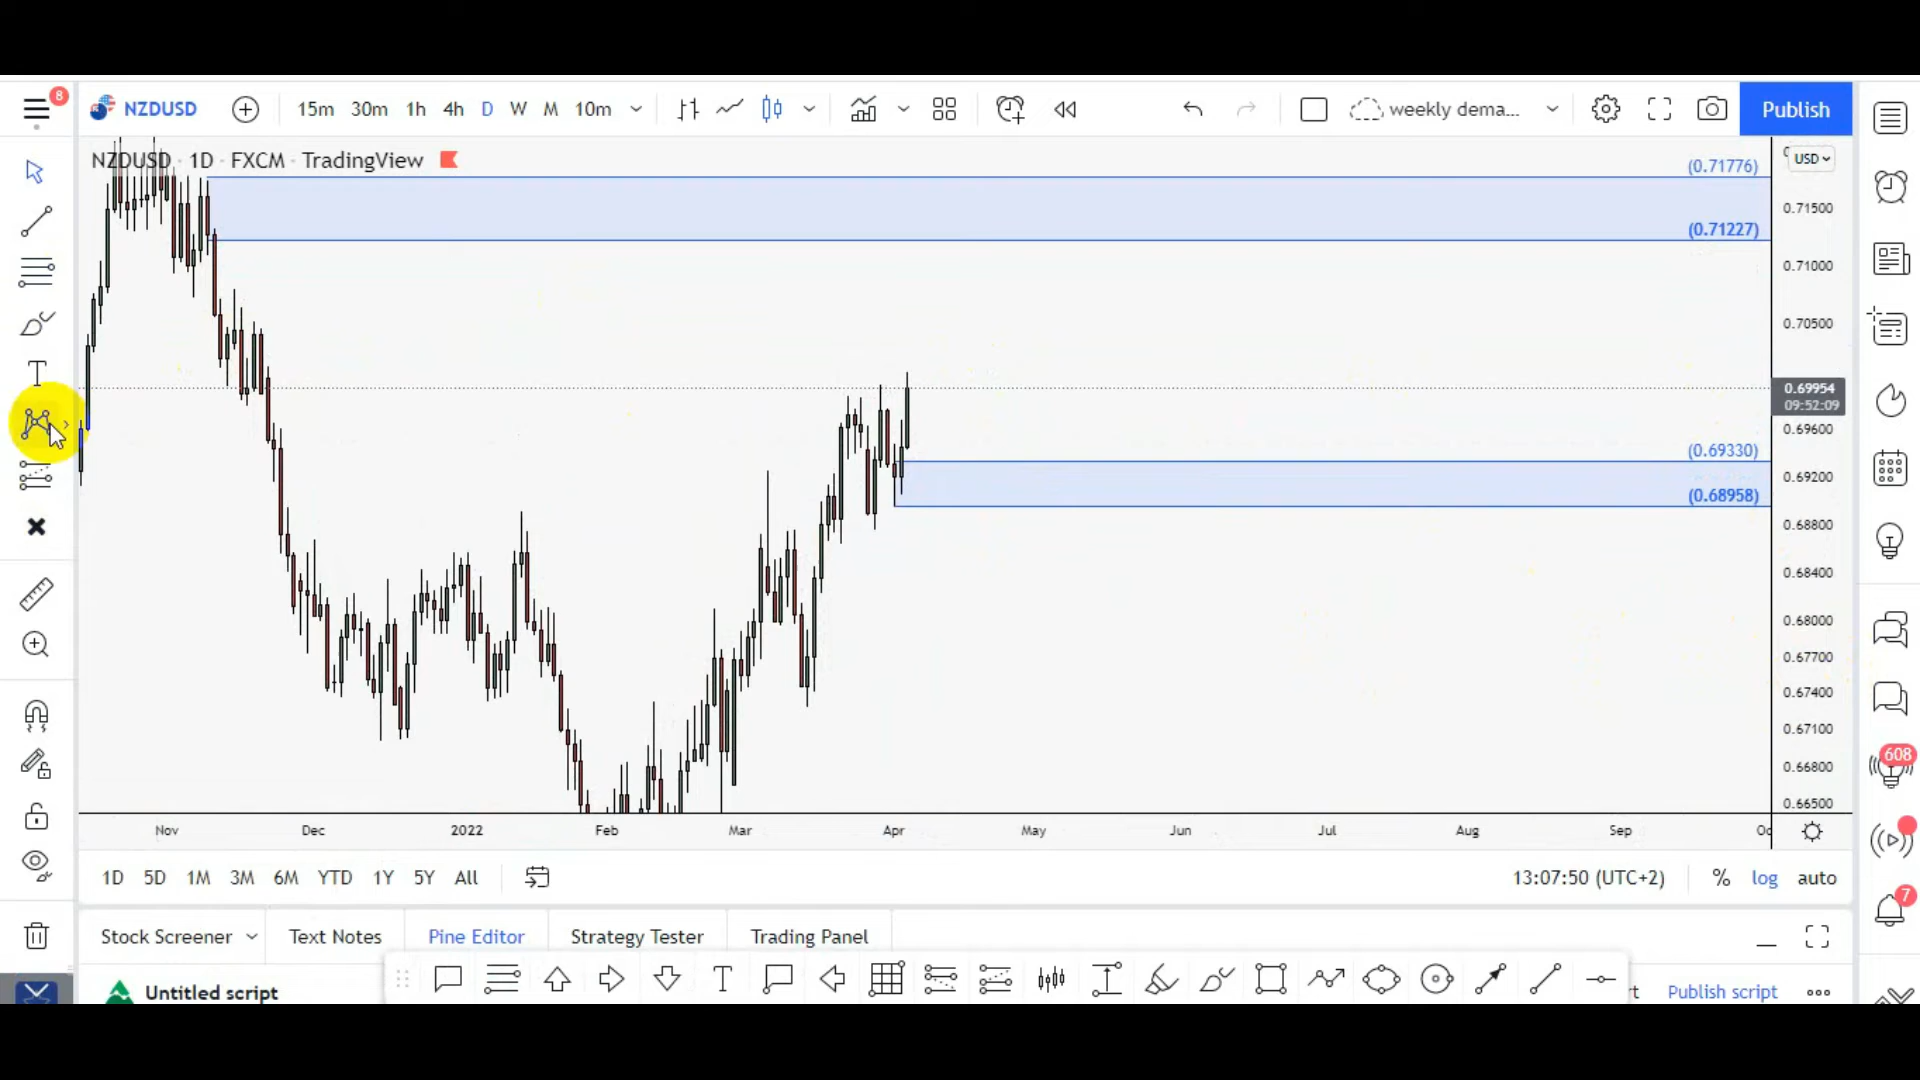 8
NZDUSD
15m 30m 1h 4h D W M 10m
weekly dema...
Publish
NZDUSD · 1D · FXCM · TradingView
USD
(0.71776)
0.71500
(0.71227)
0.71000
0.70500
0.69954
09:52:09
0.69600
(0.69330)
0.69200
(0.68958)
0.68800
0.68400
0.68000
0.67700
0.67400
0.67100
0.66800
0.66500
608
Nov Dec 2022 Feb Mar Apr May Jun Jul Aug Sep
1D 5D 1M 3M 6M YTD 1Y 5Y All
13:07:50 (UTC+2) % log auto
7
Stock Screener Text Notes Pine Editor Strategy Tester Trading Panel
Untitled script
Publish script